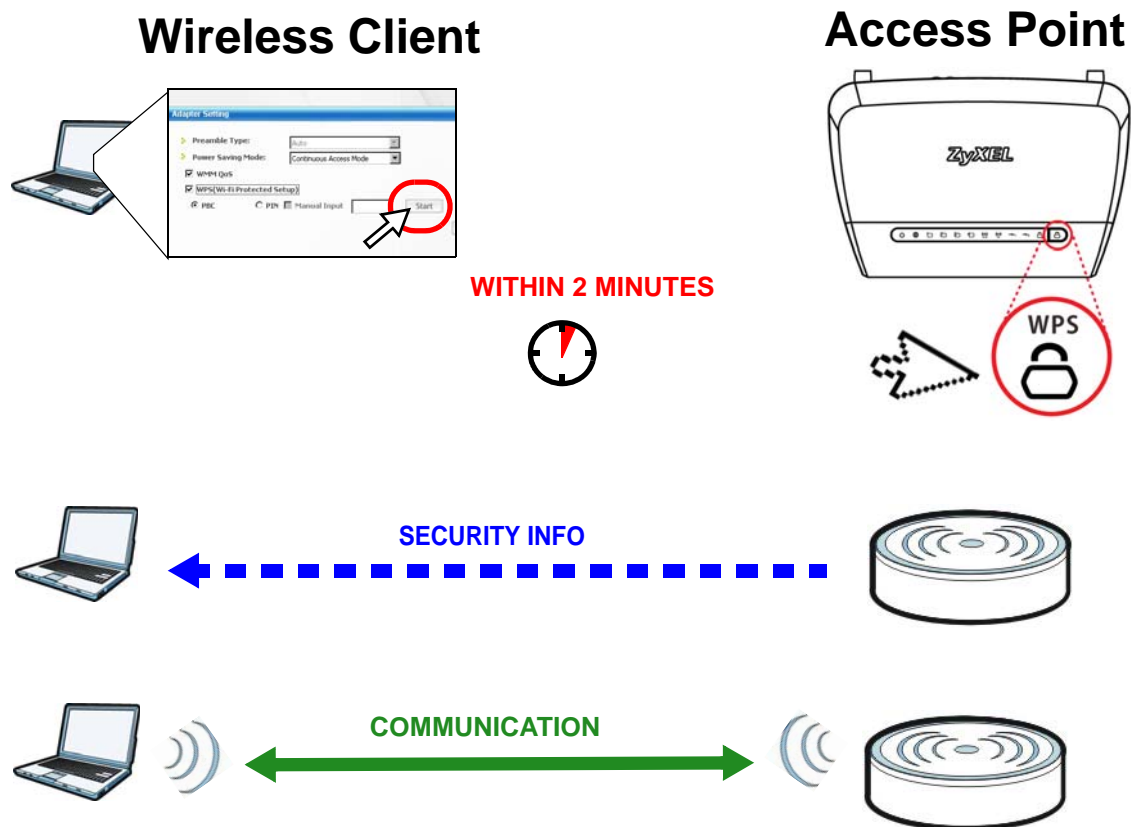 Wireless Client
Access Point
Adapter Setting
Preamble Type:
Auto
Power Saving Mode:
Continuous Access Mode
WMM QoS
WPS(Wi-Fi Protected Setup)
PBC
PIN
Manual Input
Start
ZyXEL
WITHIN 2 MINUTES
WPS
SECURITY INFO
COMMUNICATION